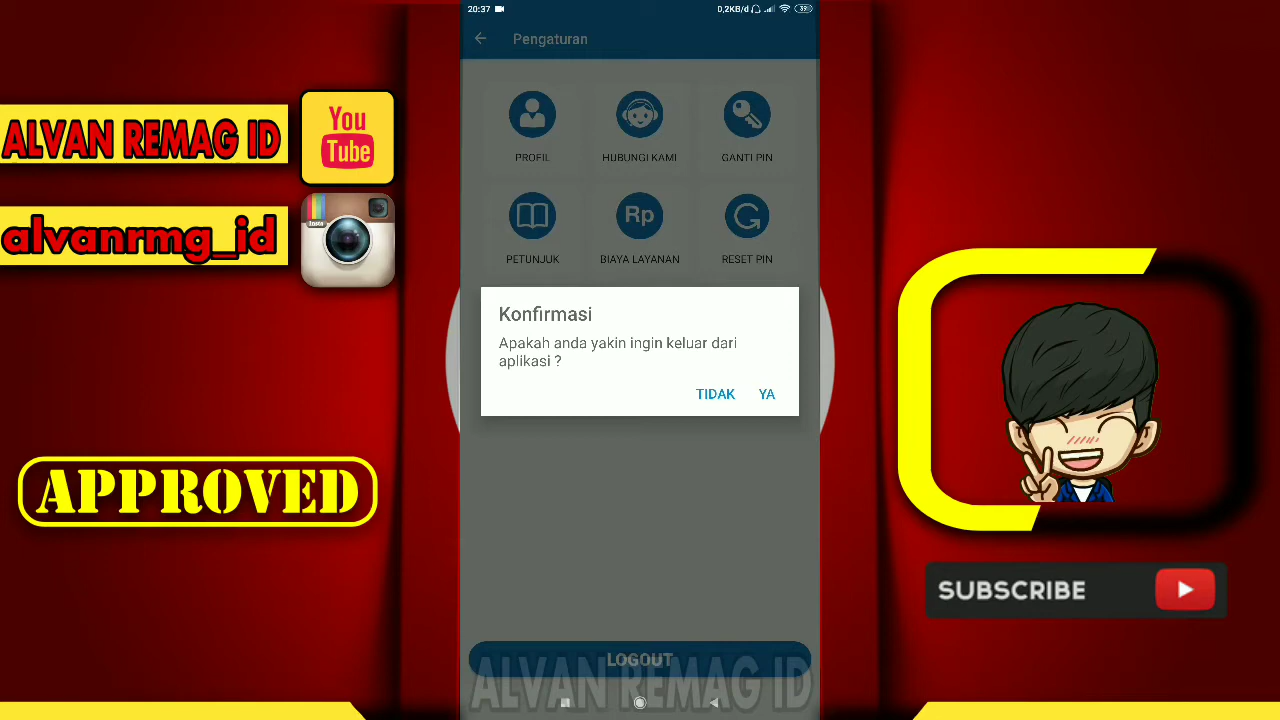 20:37
0,2KB/d
Pengaturan
ALVAN REMAG ID
You
Tube
alvanrmg_id
Insta
PROFIL
HUBUNGI KAMI
GANTI PIN
Rp
PETUNJUK
BIAYA LAYANAN
RESET PIN
Konfirmasi
Apakah anda yakin ingin keluar dari
aplikasi ?
TIDAK YA
APPROVED
SUBSCRIBE
LOGOUT
ALVAN REMAG ID